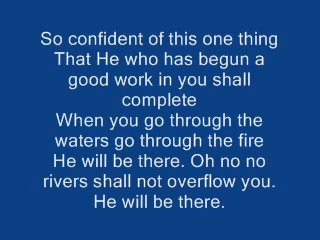 So confident of this one thing
That He who has begun a
good work in you shall
complete
When you go through the
waters go through the fire
He will be there. Oh no no
rivers shall not overflow you.
He will be there.